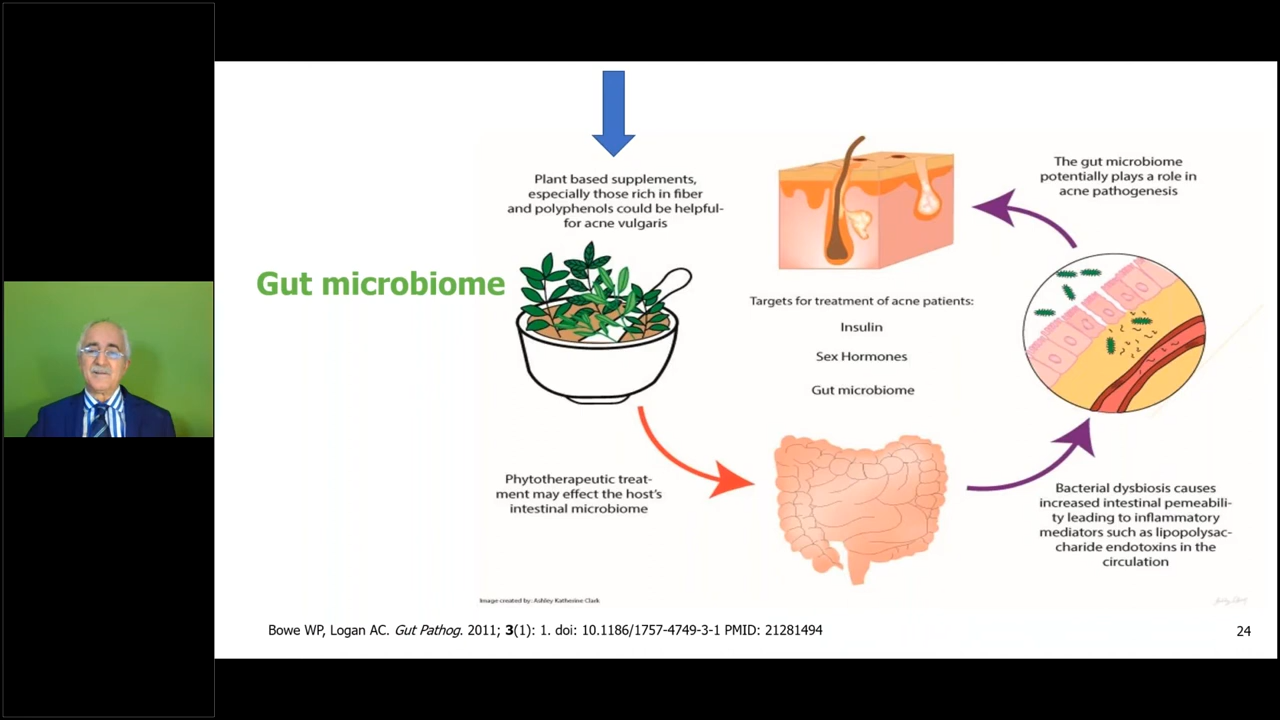 Plant based supplements,
especially those rich in fiber
and polyphenols could be helpful-
for acne vulgaris
The gut microbiome
potentially plays a role in
acne pathogenesis
Gut microbiome
Targets for treatment of acne patients:
Insulin
Sex Hormones
Gut microbiome
Phytotherapeutic treat-
ment may effect the host's
intestinal microbiome
Bacterial dysbiosis causes
increased intestinal pemeabili-
ty leading to inflammatory
mediators such as lipopolysac-
charide endotoxins in the
circulation
Image created by: Ashley Katherine Clark
Bowe WP, Logan AC. Gut Pathog. 2011; 3(1): 1. doi: 10.1186/1757-4749-3-1 PMID: 21281494
24